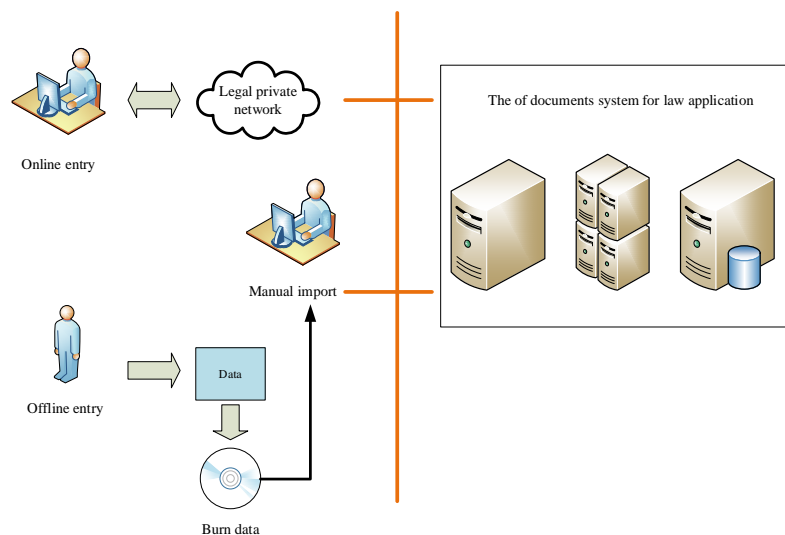 Legal private
network
The of documents system for law application
Online entry
Manual import
Data
Offline entry
Burn data